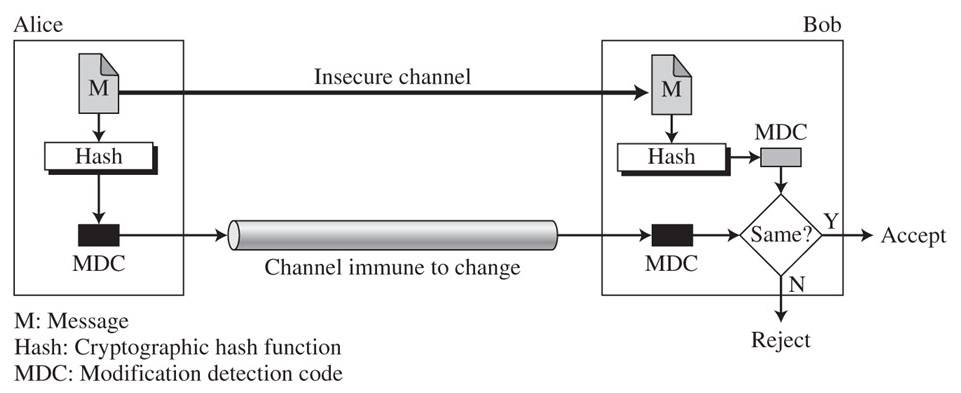 Alice
Bob
M
Insecure channel
M
Hash
Hash
MDC
MDC
Channel immune to change
MDC
Same?
Y
Accept
N
Reject
M: Message
Hash: Cryptographic hash function
MDC: Modification detection code